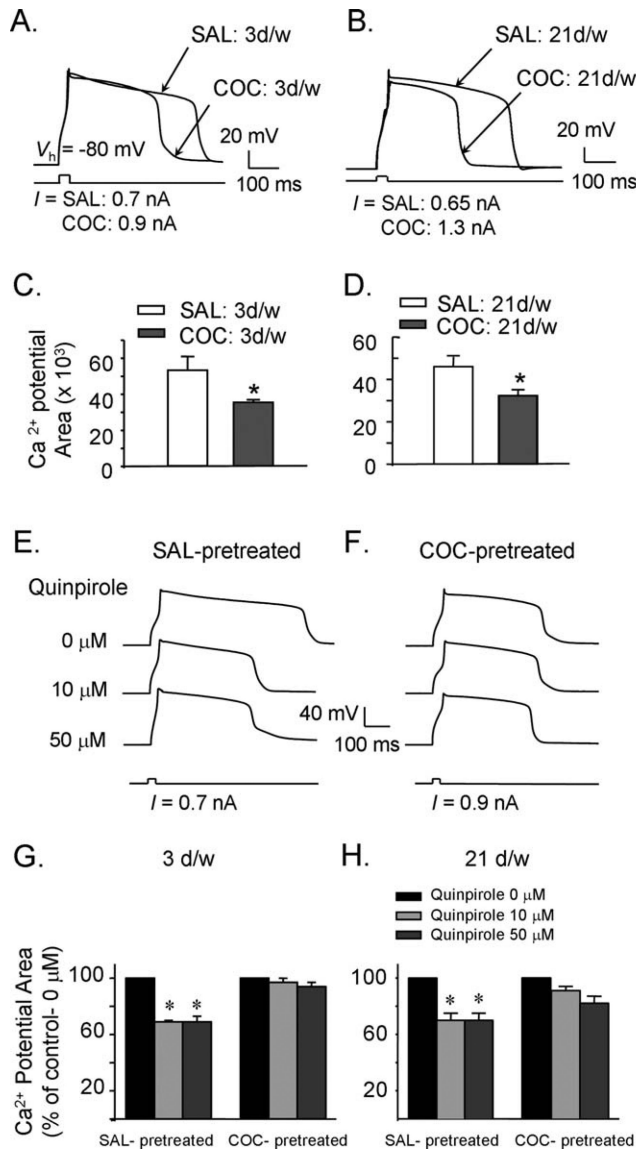 A.
SAL: 3d/w
COC: 3d/w
Vh = -80 mV
20 mV
100 ms
I = SAL: 0.7 nA
COC: 0.9 nA
B.
SAL: 21d/w
COC: 21d/w
20 mV
100 ms
I = SAL: 0.65 nA
COC: 1.3 nA
C.
SAL: 3d/w
COC: 3d/w
Ca 2+ potential
Area (x 10³)
60
40
20
0
*
D.
SAL: 21d/w
COC: 21d/w
60
40
20
0
*
E.
SAL-pretreated
F.
COC-pretreated
Quinpirole
0 µM
10 µM
50 µM
40 mV
100 ms
I = 0.7 nA
I = 0.9 nA
G.
3 d/w
H.
21 d/w
Quinpirole 0 µM
Quinpirole 10 µM
Quinpirole 50 µM
Ca²⁺ Potential Area
(% of control- 0 µM)
100
60
20
* *
SAL- pretreated COC- pretreated
100
60
20
* *
SAL- pretreated COC- pretreated